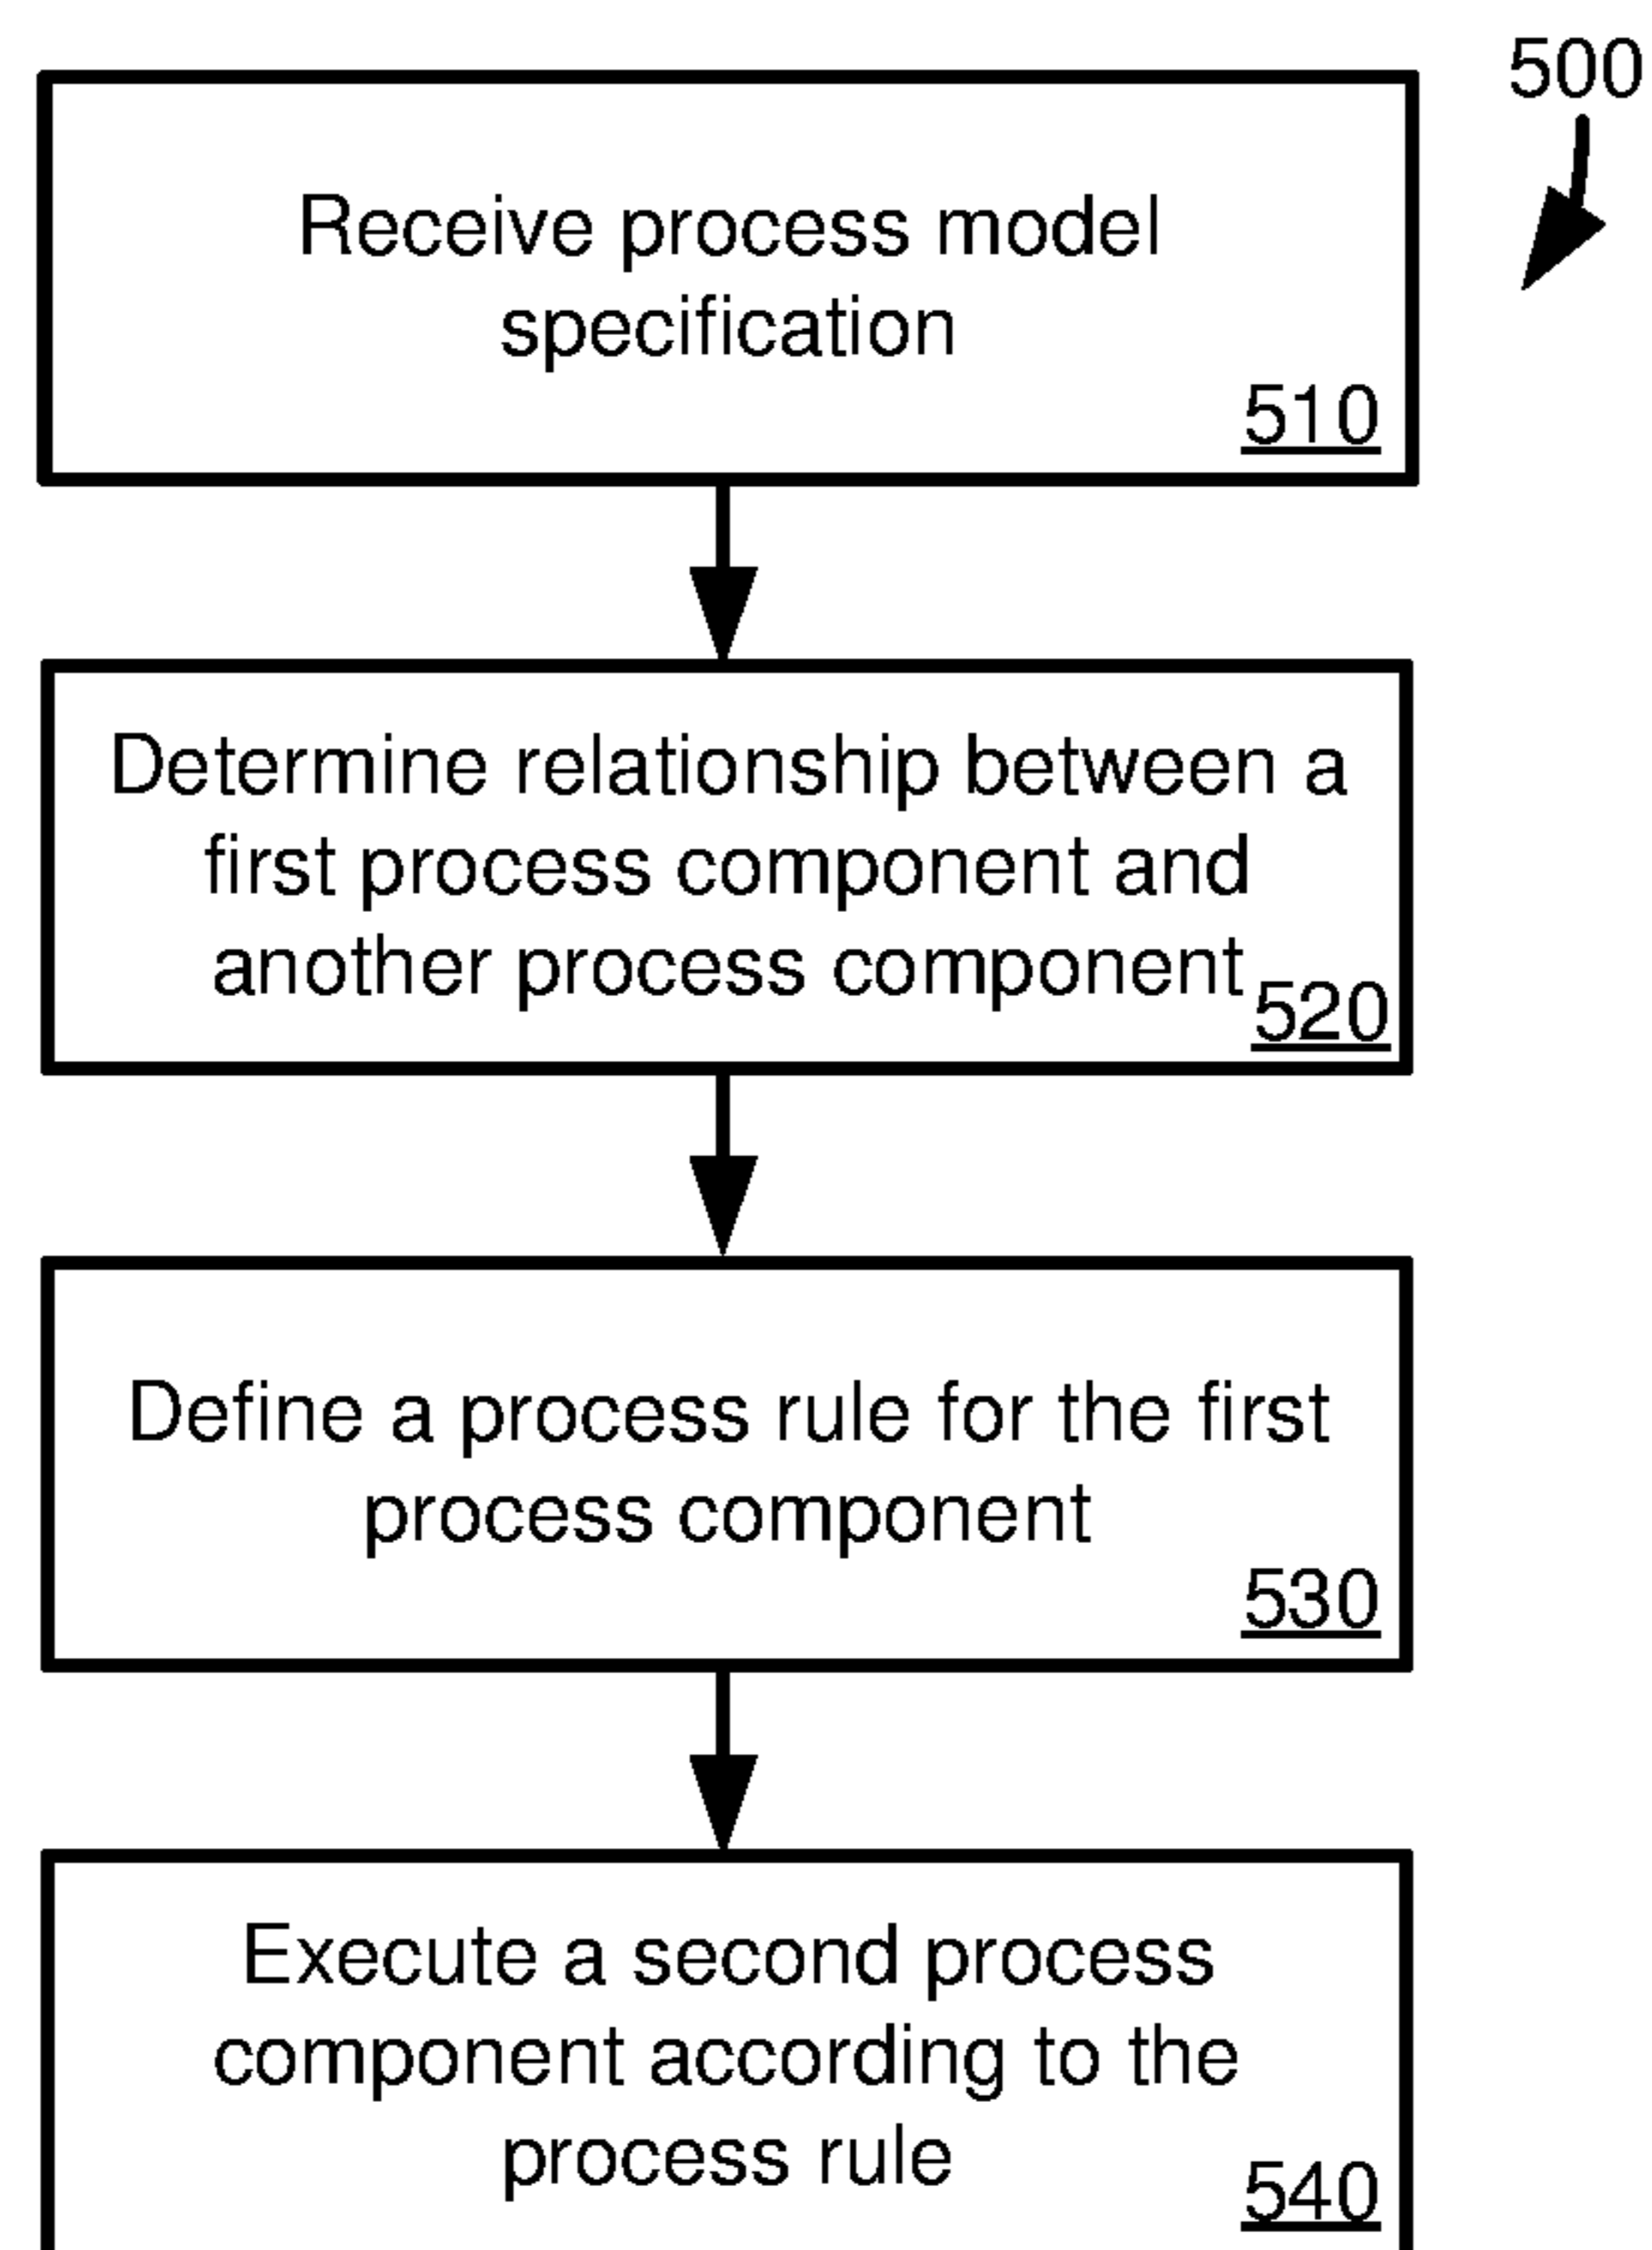 500
Receive process model
specification
510
Determine relationship between a
first process component and
another process component
520
Define a process rule for the first
process component
530
Execute a second process
component according to the
process rule
540